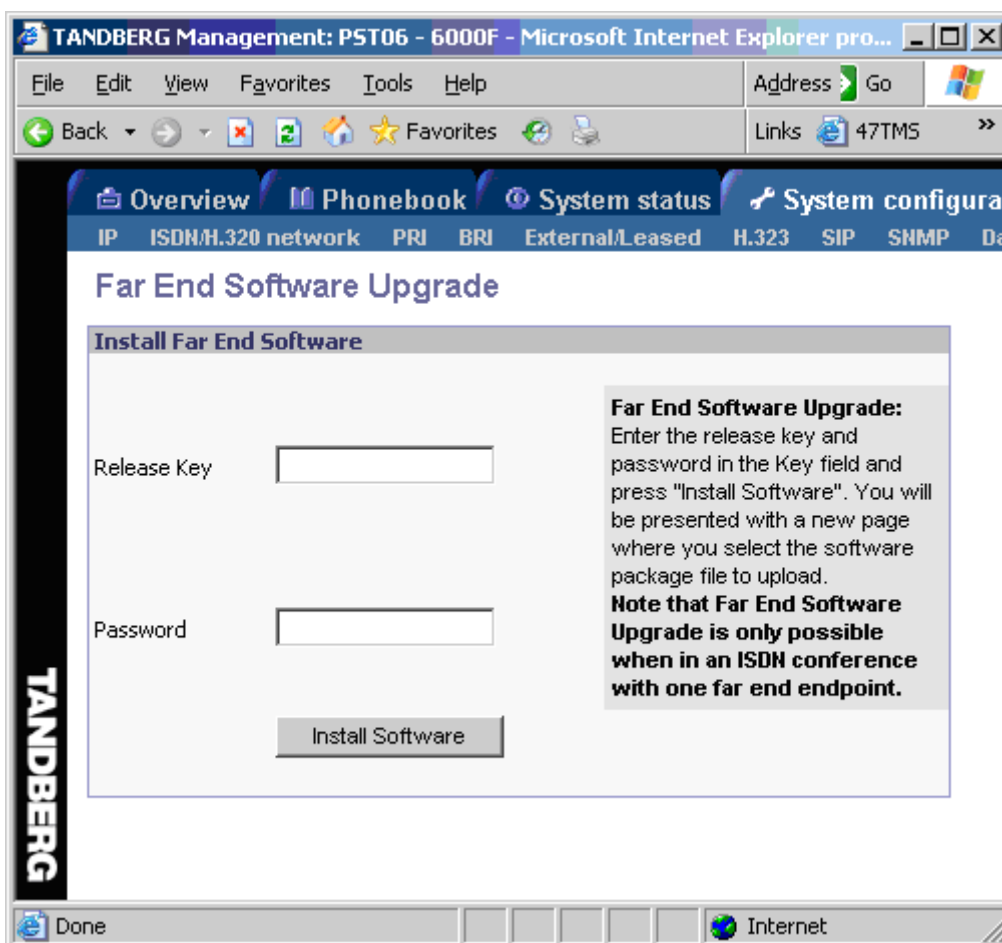 TANDBERG Management: PST06 - 6000F - Microsoft Internet Explorer pro...
File Edit View Favorites Tools Help Address Go
Back Favorites Links 47TMS »
Overview Phonebook System status System configura
IP ISDN/H.320 network PRI BRI External/Leased H.323 SIP SNMP Da
Far End Software Upgrade
Install Far End Software
Release Key
Password
Install Software
Far End Software Upgrade:
Enter the release key and
password in the Key field and
press "Install Software". You will
be presented with a new page
where you select the software
package file to upload.
Note that Far End Software
Upgrade is only possible
when in an ISDN conference
with one far end endpoint.
TANDBERG
Done Internet